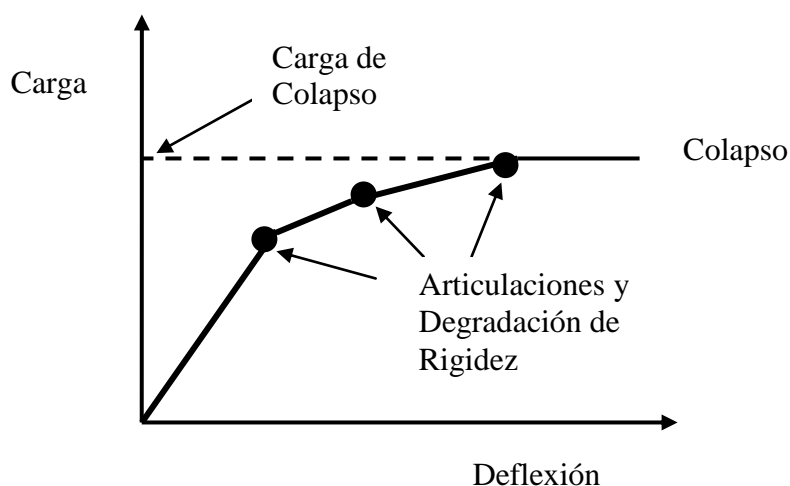 Carga de
Colapso
Carga
Colapso
Articulaciones y
Degradación de
Rigidez
Deflexión